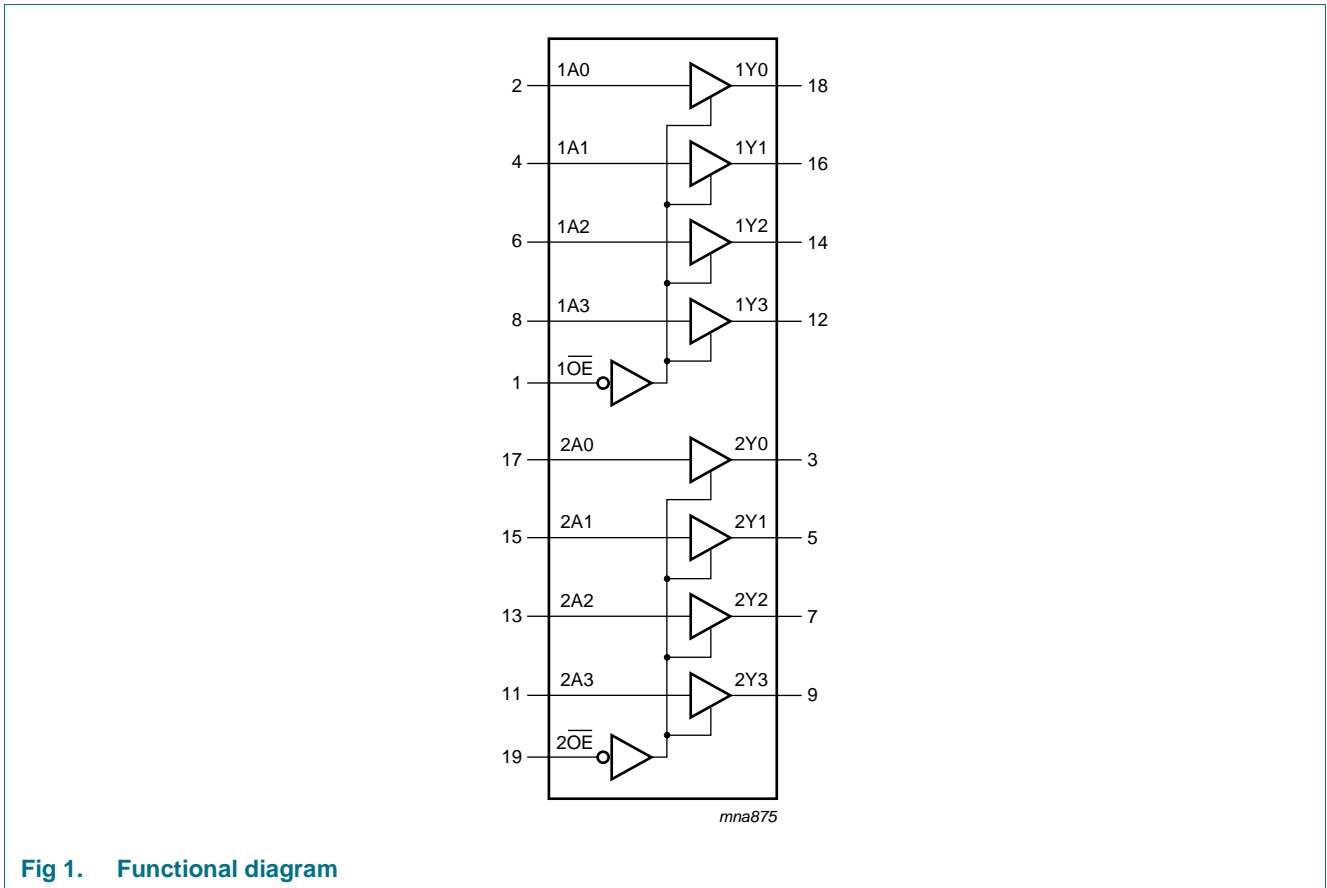 2 1A0 1Y0 18
4 1A1 1Y1 16
6 1A2 1Y2 14
8 1A3 1Y3 12
1 1O̅E̅
17 2A0 2Y0 3
15 2A1 2Y1 5
13 2A2 2Y2 7
11 2A3 2Y3 9
19 2O̅E̅
mna875
Fig 1. Functional diagram